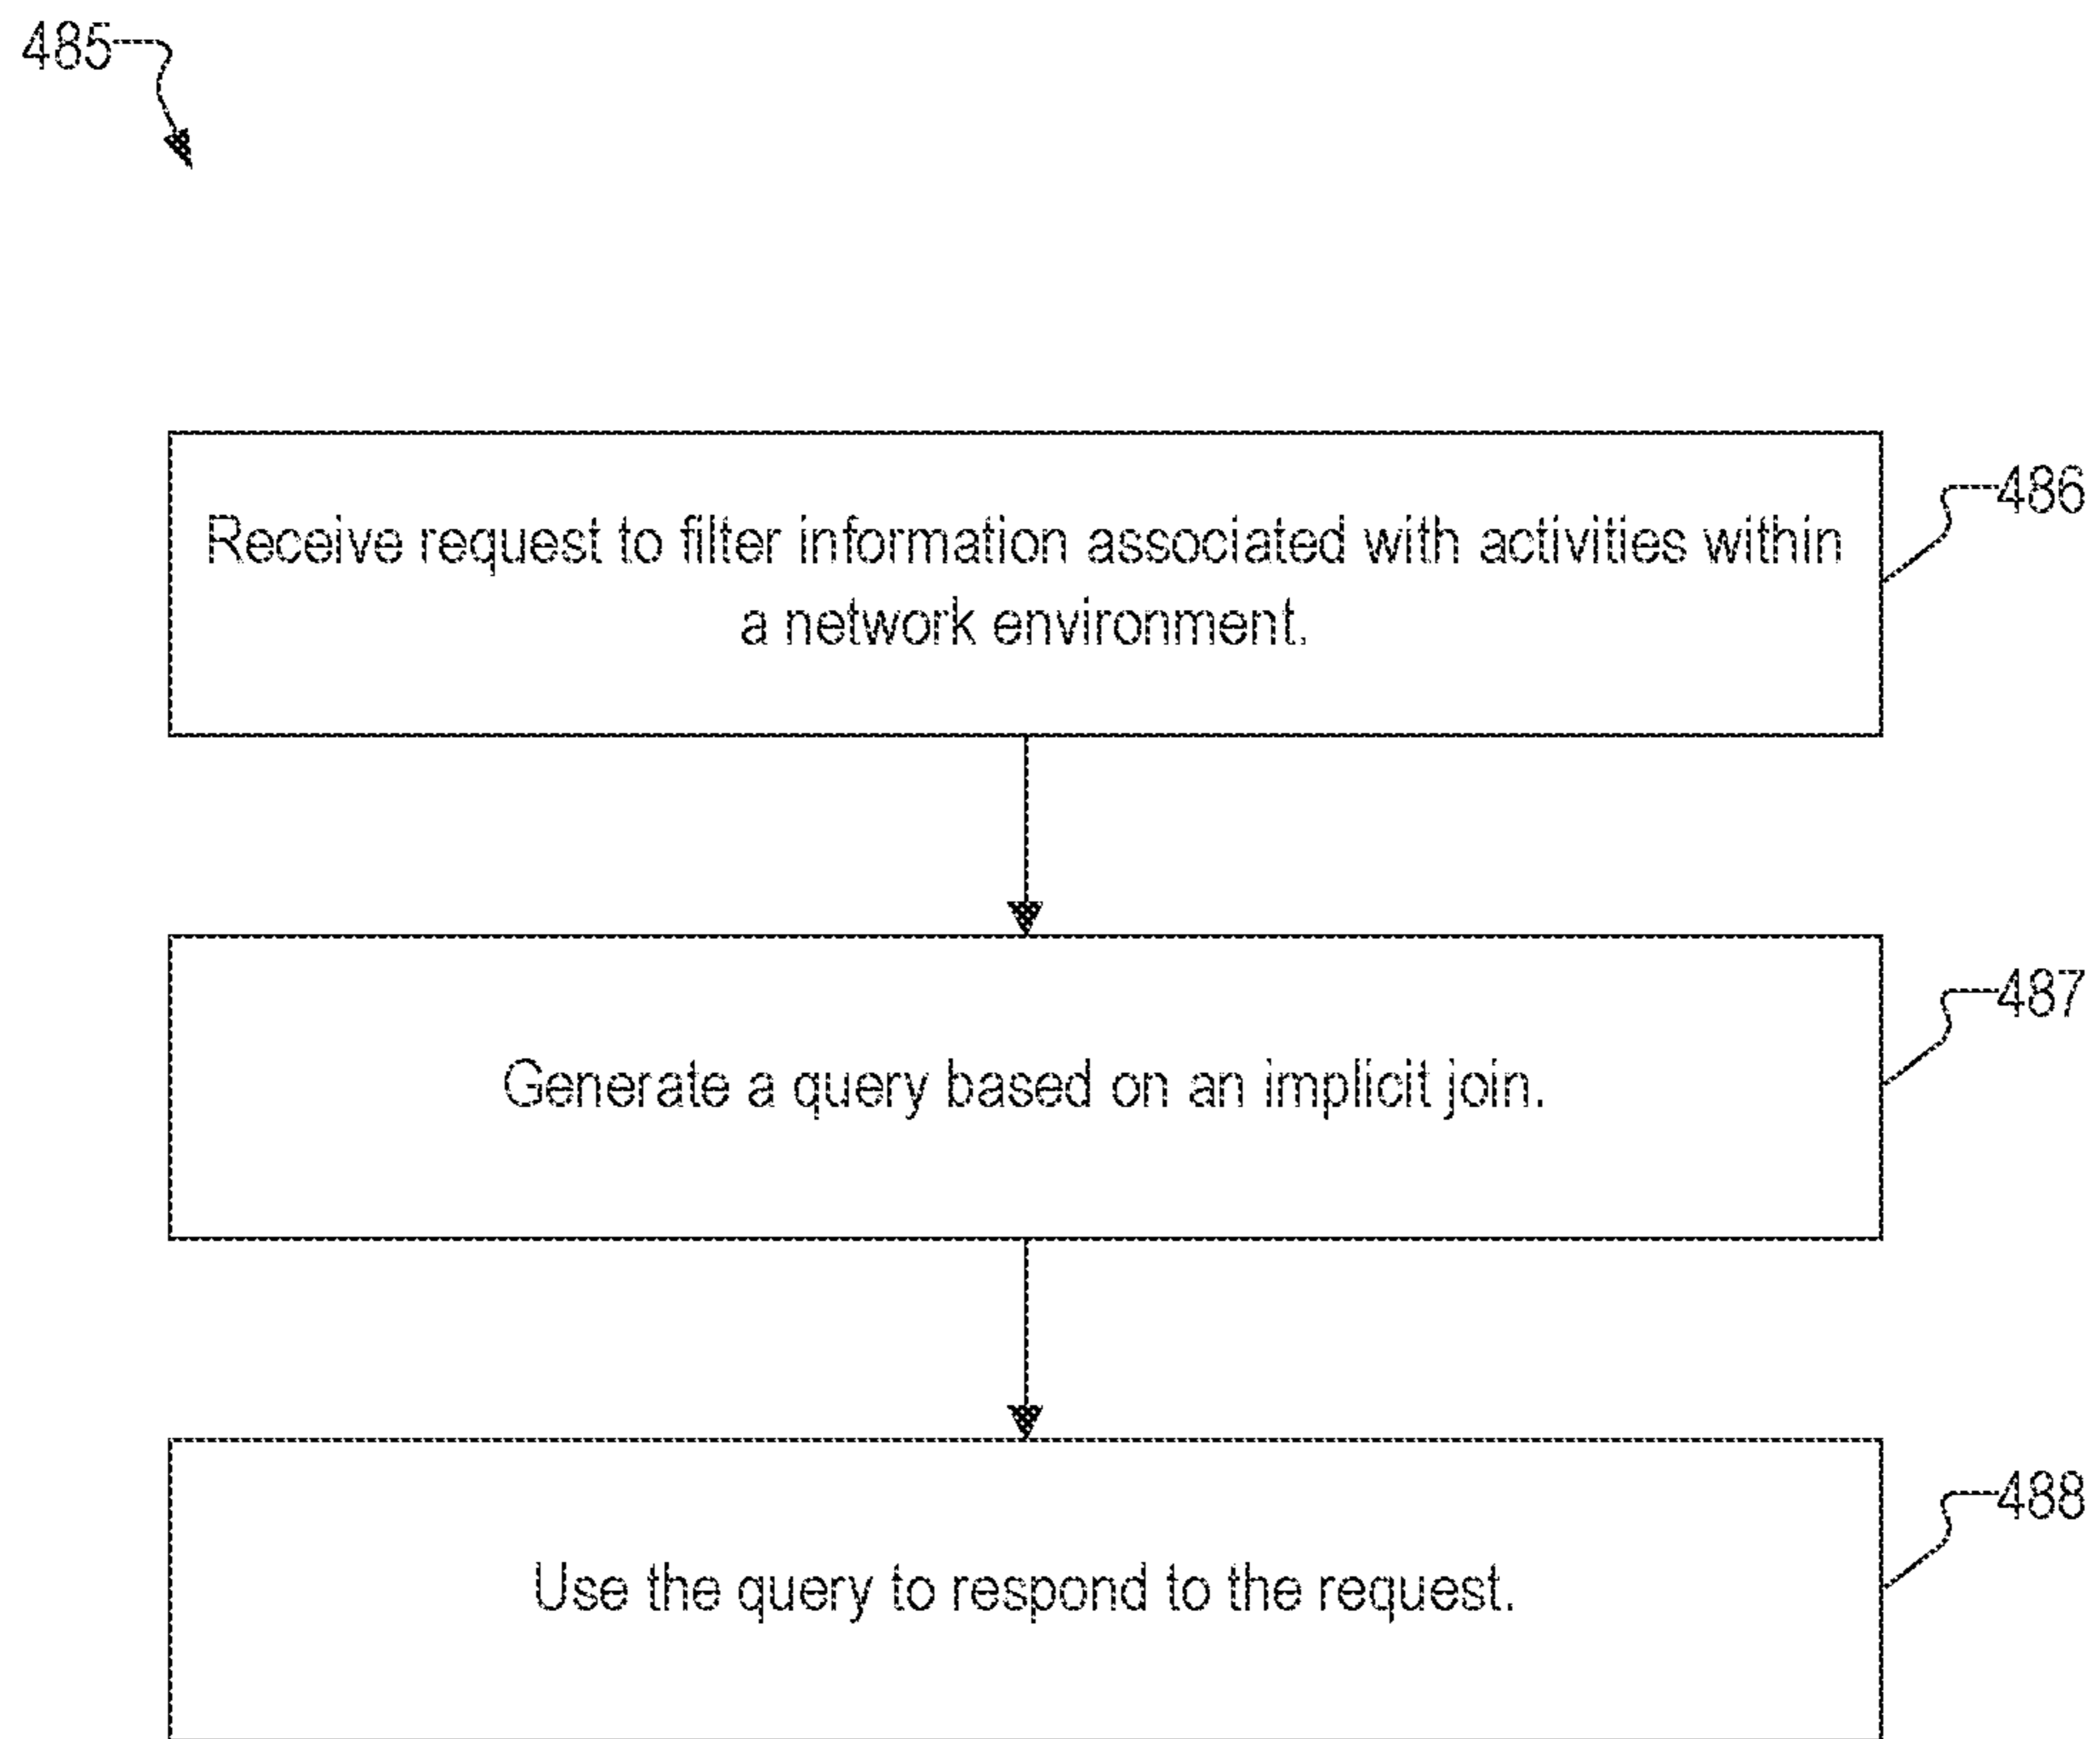 485
Receive request to filter information associated with activities within
a network environment.
486
Generate a query based on an implicit join.
487
Use the query to respond to the request.
488